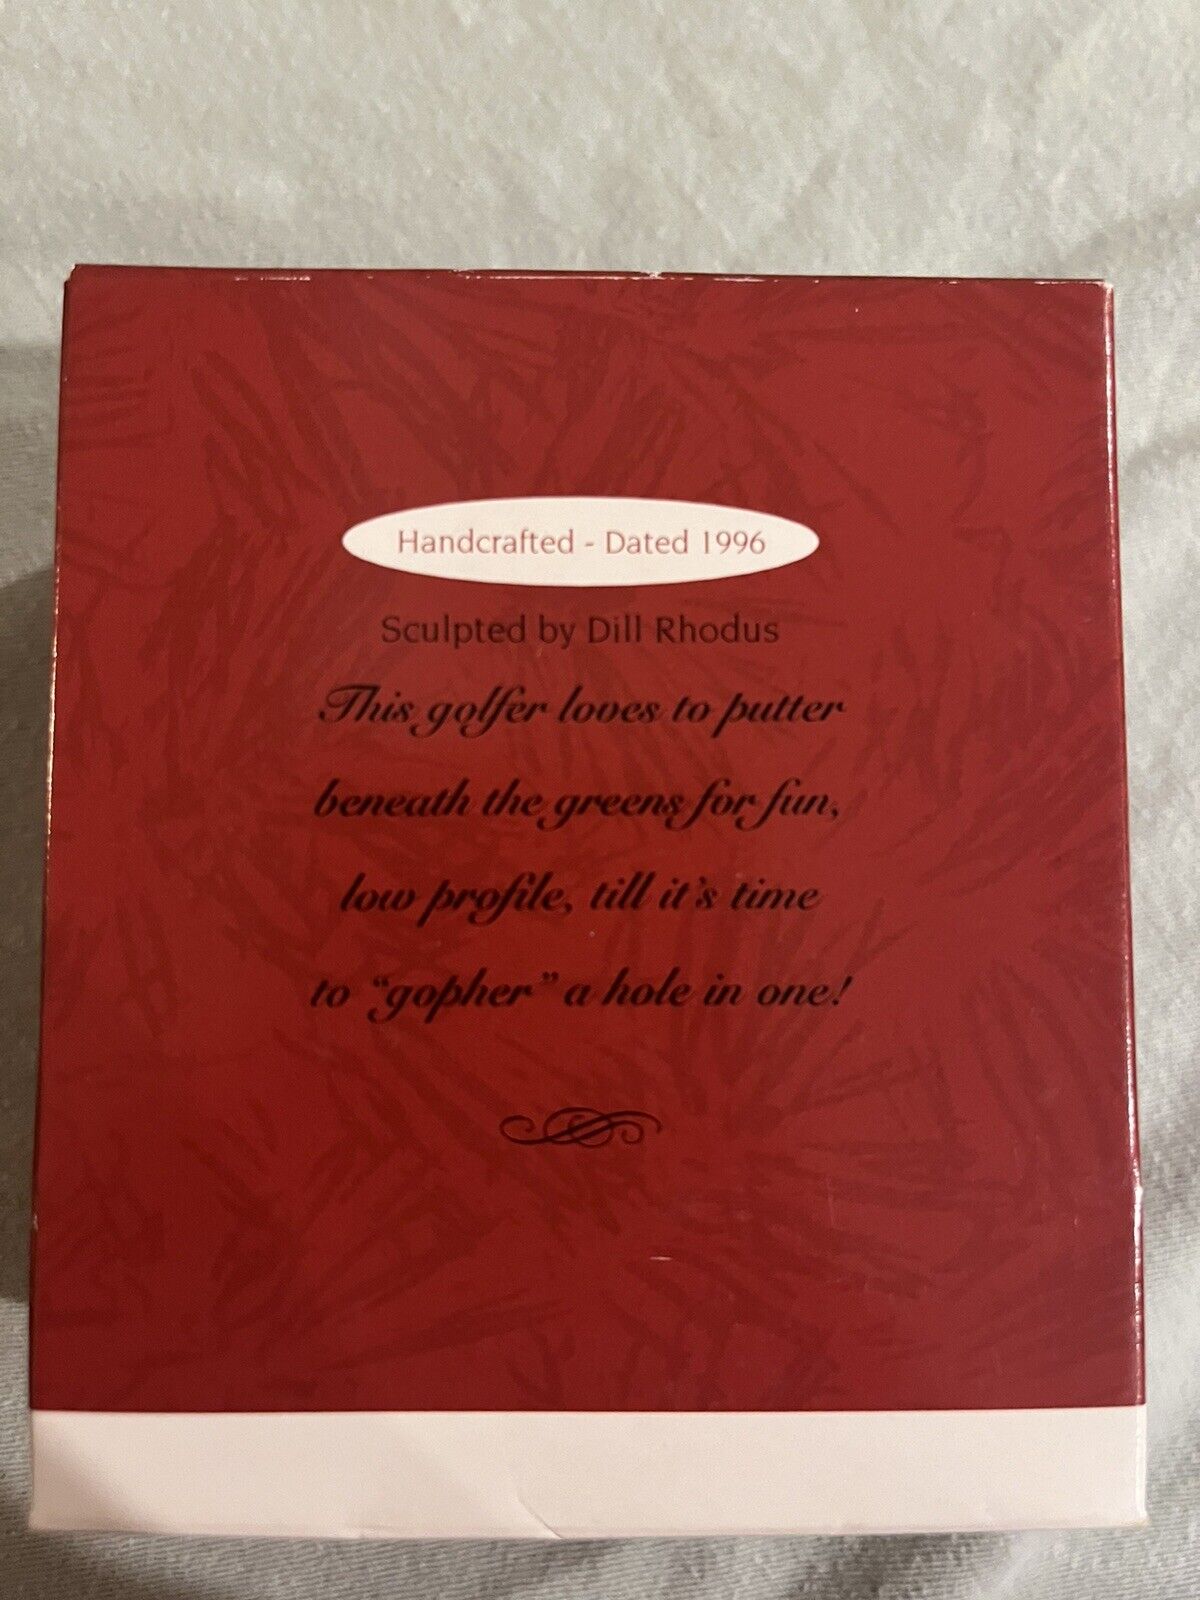 Handcrafted - Dated 1996
Sculpted by Dill Rhodus
This golfer loves to putter
beneath the greens for fun,
low profile, till it's time
to “gopher” a hole in one!